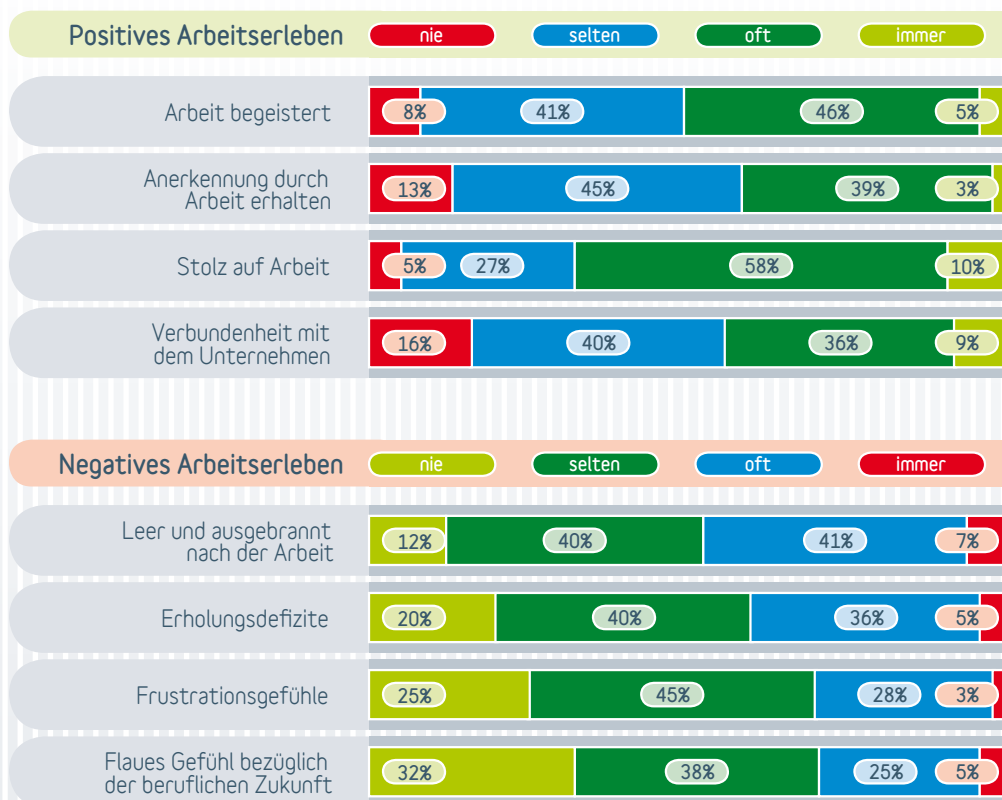 Positives Arbeitserleben nie selten oft immer
Arbeit begeistert 8% 41% 46% 5%
Anerkennung durch
Arbeit erhalten 13% 45% 39% 3%
Stolz auf Arbeit 5% 27% 58% 10%
Verbundenheit mit
dem Unternehmen 16% 40% 36% 9%
Negatives Arbeitserleben nie selten oft immer
Leer und ausgebrannt
nach der Arbeit 12% 40% 41% 7%
Erholungsdefizite 20% 40% 36% 5%
Frustrationsgefühle 25% 45% 28% 3%
Flaues Gefühl bezüglich
der beruflichen Zukunft 32% 38% 25% 5%